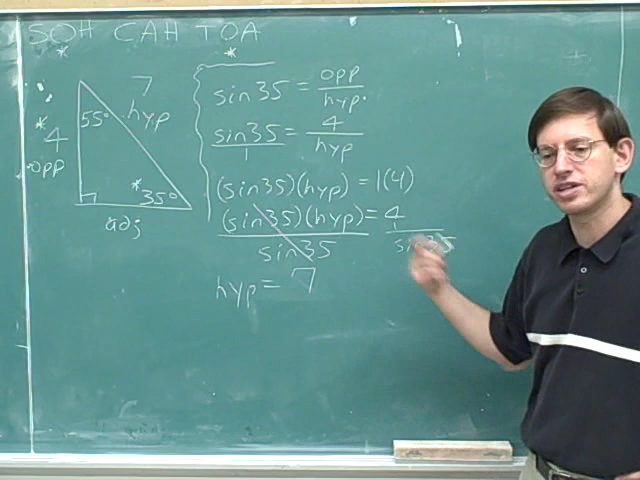 SOH CAH TOA
*
*
7
hyp
55°
*
4
opp
*35°
adj
sin35 = opp/hyp.
sin35/1 = 4/hyp
(sin35)(hyp) = 1(4)
(sin35)(hyp)/sin35 = 4/sin35
hyp = 7